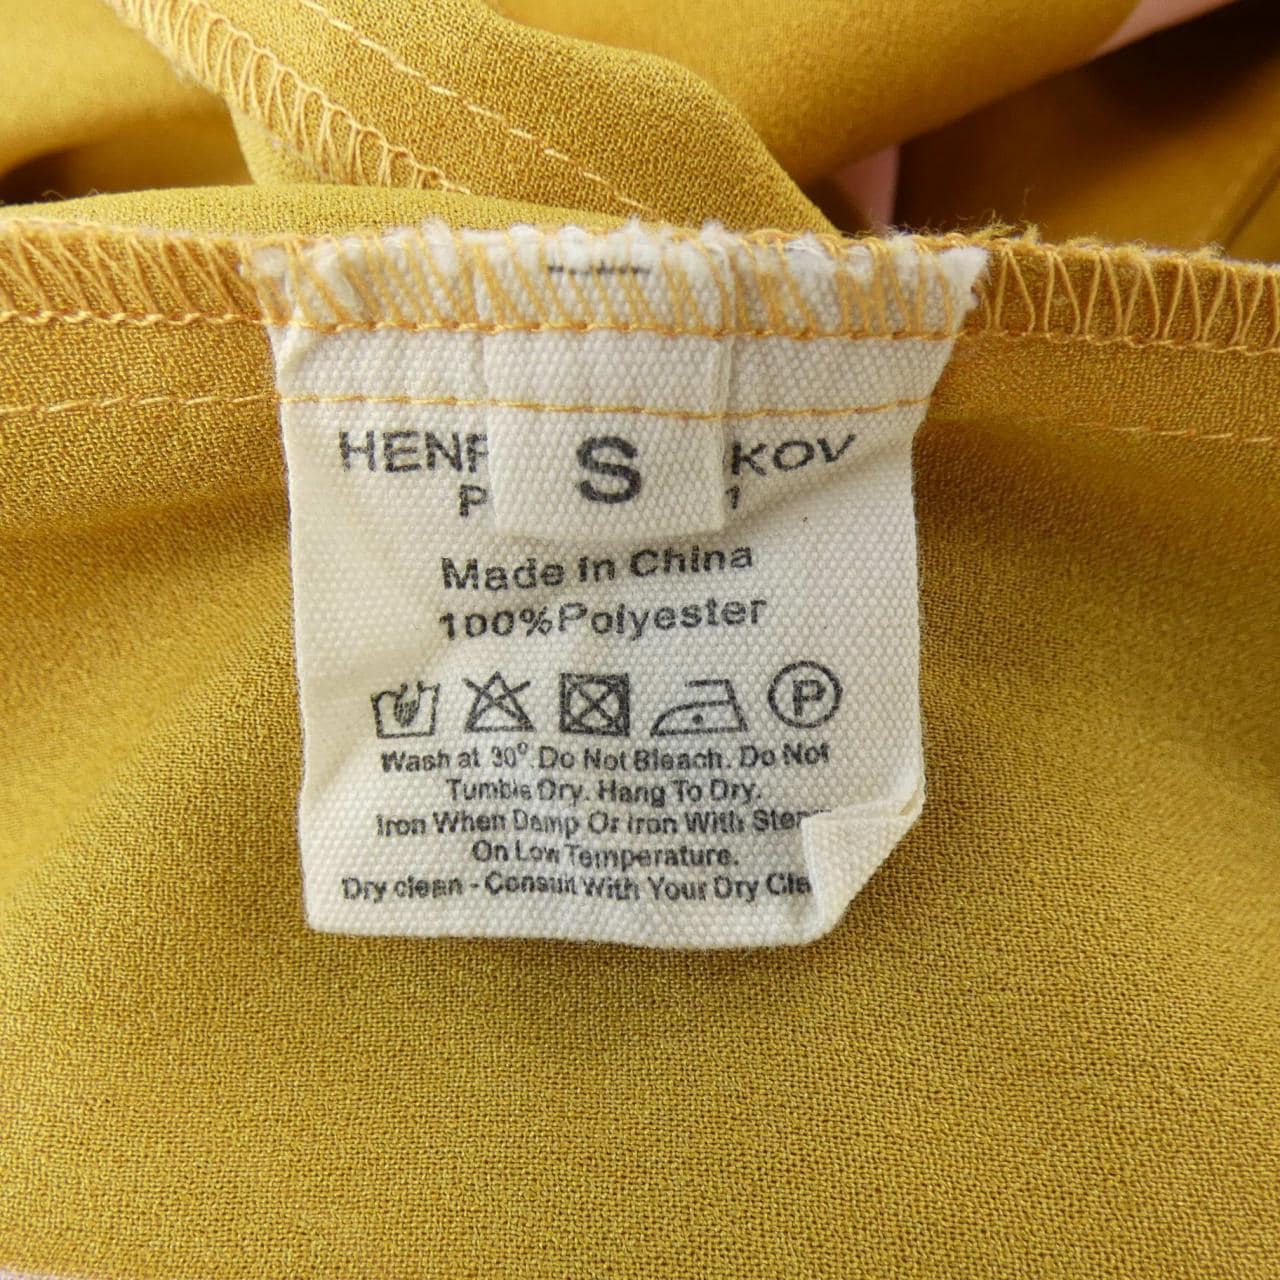 HENR S KOV
P 1
Made In China
100%Polyester
P
Wash at 30° Do Not Bleach. Do Not
Tumble Dry. Hang To Dry.
Iron When Damp Or Iron With
On Low Temperature.
Dry clean - Consult With Your Dry